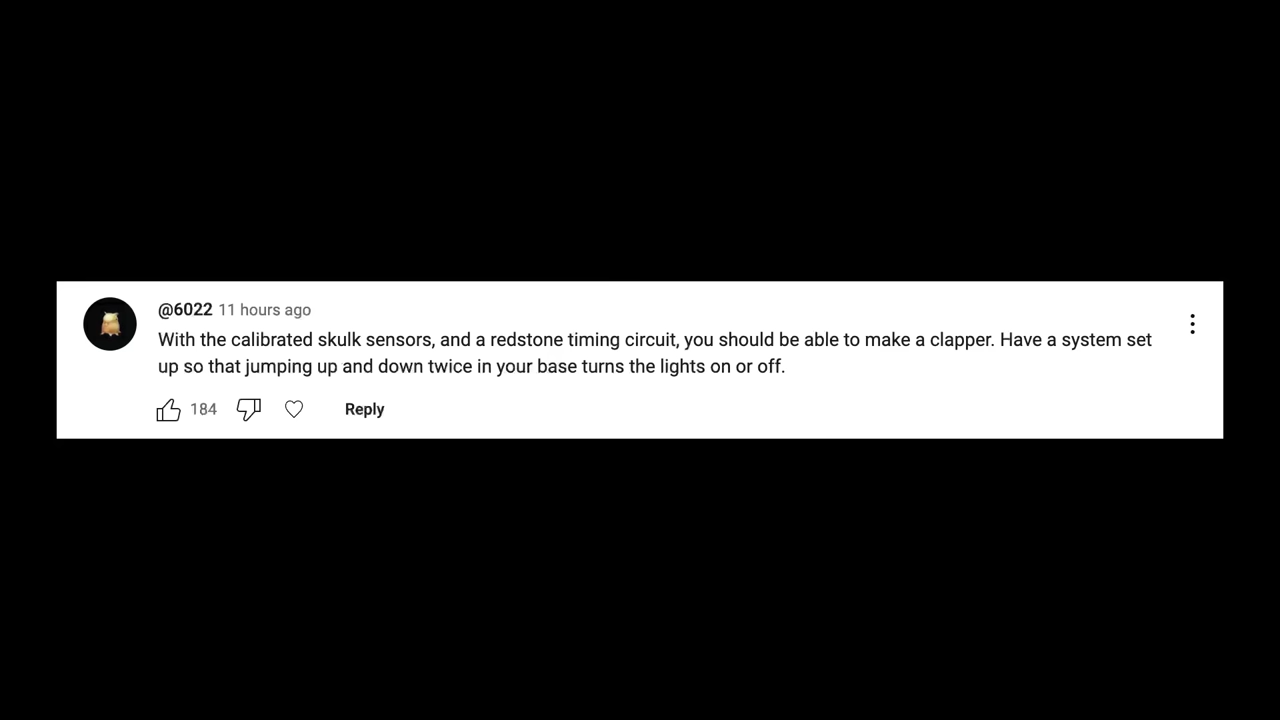 @6022 11 hours ago
With the calibrated skulk sensors, and a redstone timing circuit, you should be able to make a clapper. Have a system set
up so that jumping up and down twice in your base turns the lights on or off.
184 Reply